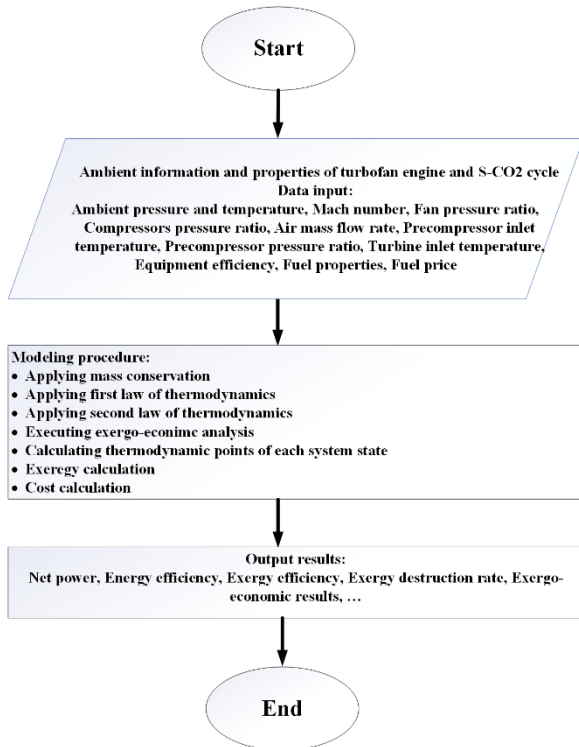 Start
Ambient information and properties of turbofan engine and S-CO2 cycle
Data input:
Ambient pressure and temperature, Mach number, Fan pressure ratio,
Compressors pressure ratio, Air mass flow rate, Precompressor inlet
temperature, Precompressor pressure ratio, Turbine inlet temperature,
Equipment efficiency, Fuel properties, Fuel price
Modeling procedure:
• Applying mass conservation
• Applying first law of thermodynamics
• Applying second law of thermodynamics
• Executing exergo-econimc analysis
• Calculating thermodynamic points of each system state
• Exeregy calculation
• Cost calculation
Output results:
Net power, Energy efficiency, Exergy efficiency, Exergy destruction rate, Exergo-
economic results, …
End